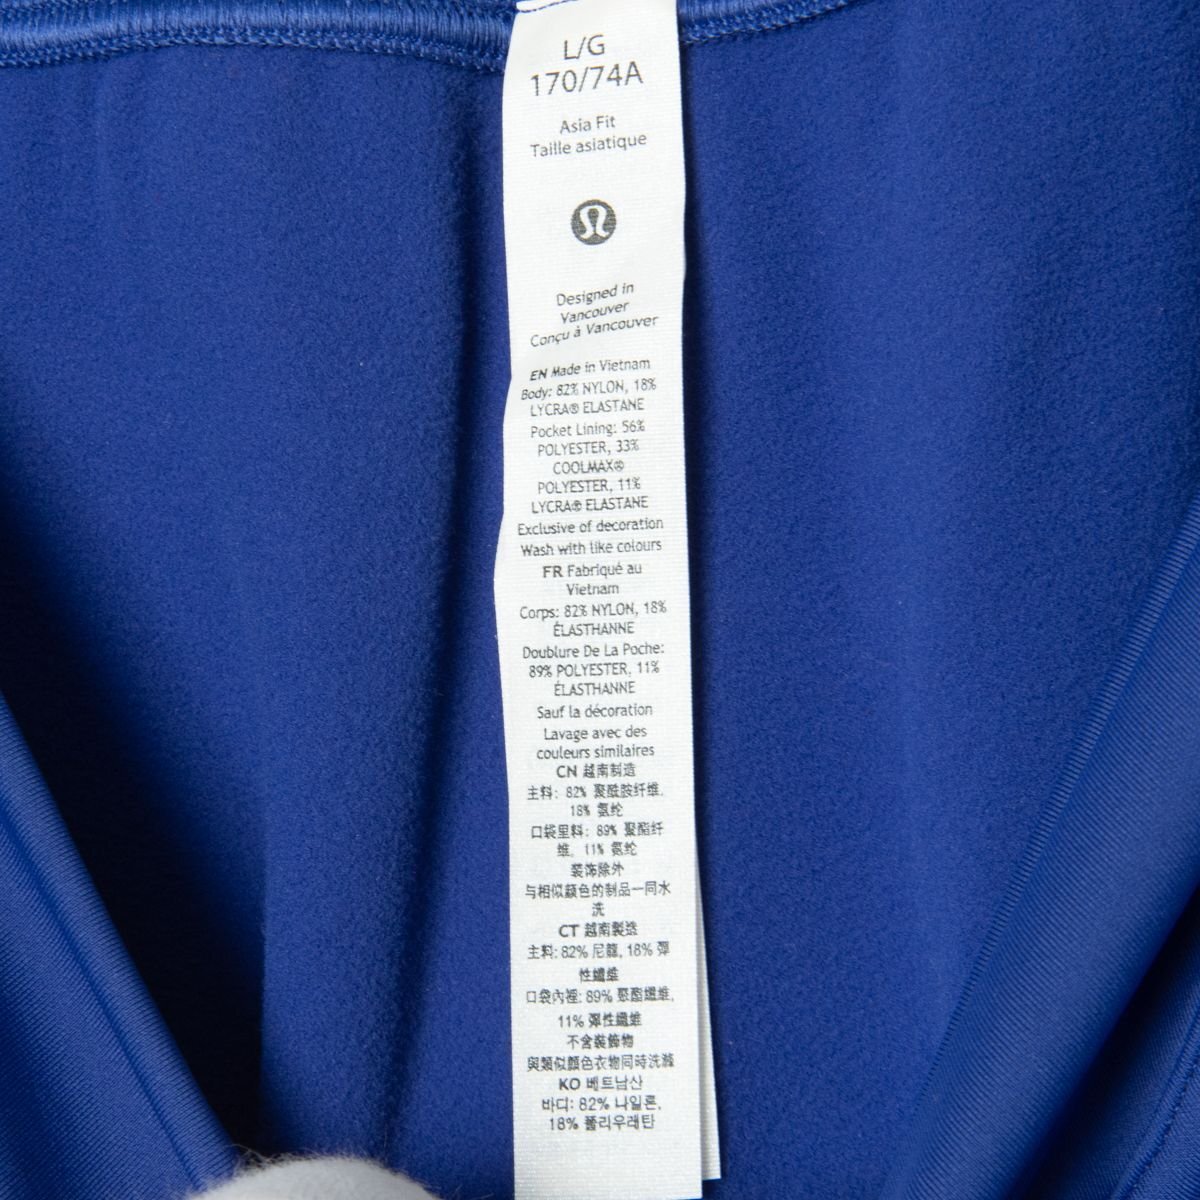 L/G
170/74A
Asia Fit
Taille asiatique
Designed in
Vancouver
Conçu à Vancouver
EN Made in Vietnam
Body: 82% NYLON, 18%
LYCRA® ELASTANE
Pocket Lining: 56%
POLYESTER, 33%
COOLMAX®
POLYESTER, 11%
LYCRA® ELASTANE
Exclusive of decoration
Wash with like colours
FR Fabriqué au
Vietnam
Corps: 82% NYLON, 18%
ÉLASTHANNE
Doublure De La Poche:
89% POLYESTER, 11%
ÉLASTHANNE
Sauf la décoration
Lavage avec des
couleurs similaires
CN 越南制造
主料: 82% 聚酰胺纤维,
18% 氨纶
口袋里料: 89% 聚酯纤
维, 11% 氨纶
装饰除外
与相似颜色的制品一同水
洗
CT 越南製造
主料: 82% 尼龍, 18% 彈
性纖維
口袋內裡: 89% 聚酯纖維,
11% 彈性纖維
不含裝飾物
與類似顏色衣物同時洗滌
KO 베트남산
바디: 82% 나일론,
18% 폴리우레탄